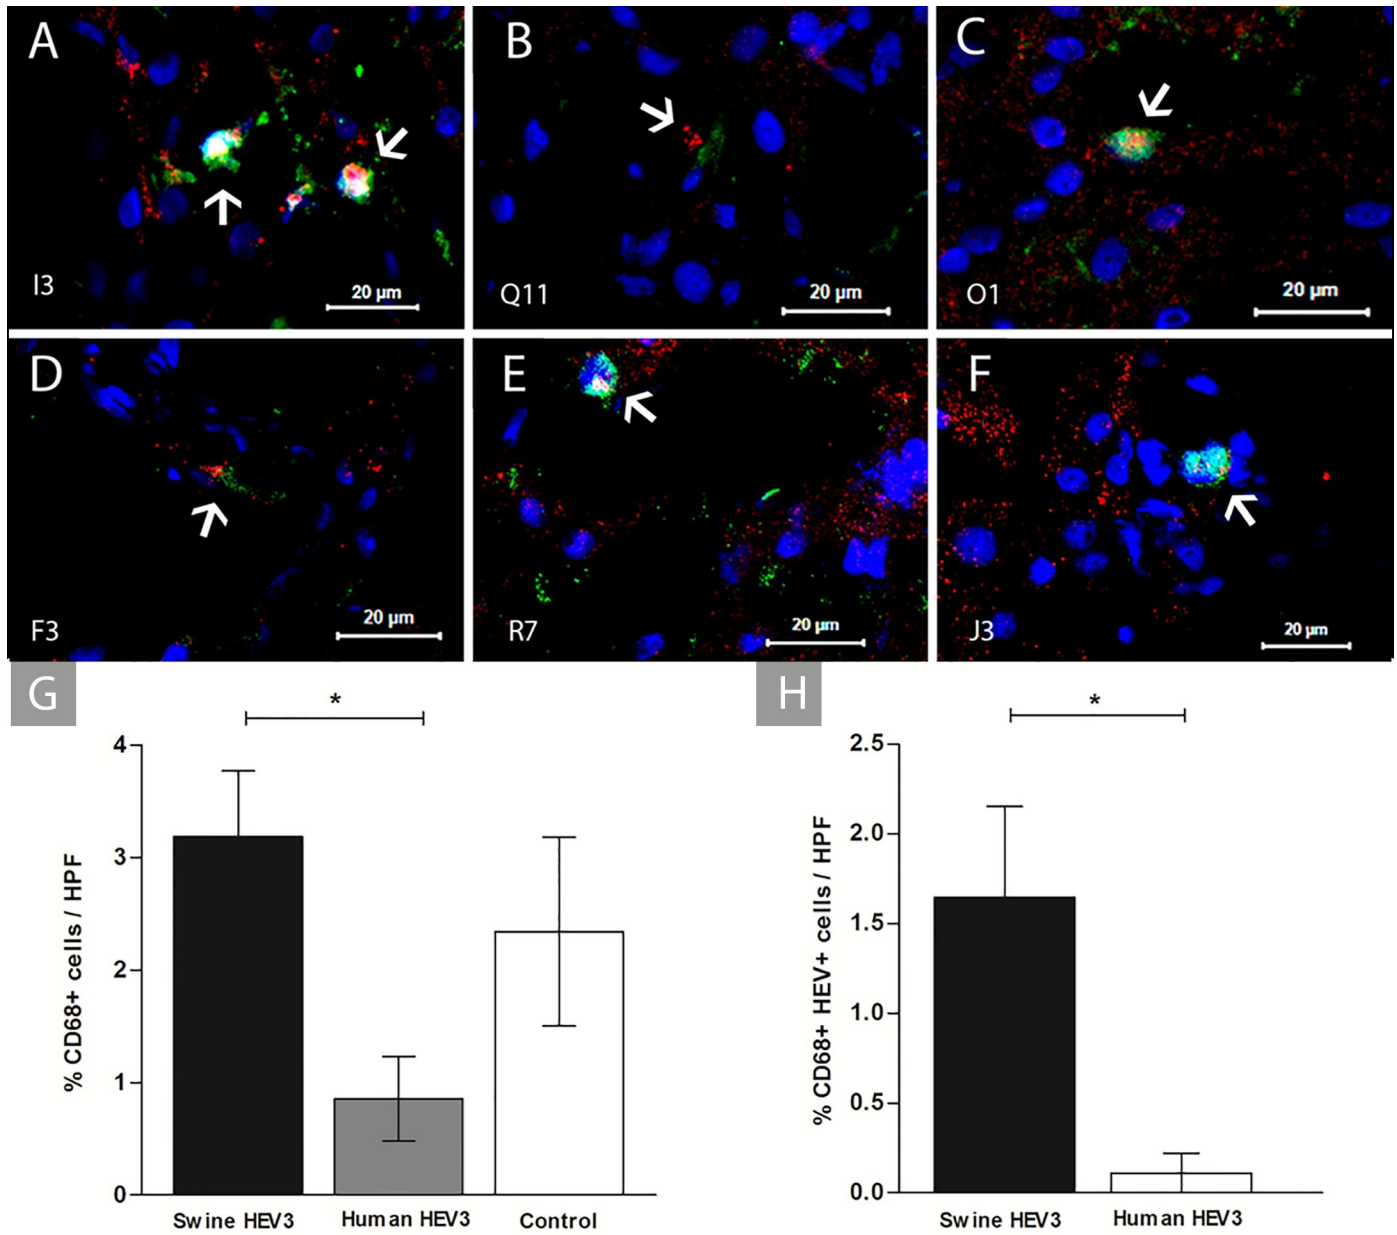 A
I3
20 µm
B
Q11
20 µm
C
O1
20 µm
D
F3
20 µm
E
R7
20 µm
F
J3
20 µm
G
*
% CD68+ cells / HPF
4
3
2
1
0
Swine HEV3
Human HEV3
Control
H
*
% CD68+ HEV+ cells / HPF
2.5
2.0
1.5
1.0
0.5
0.0
Swine HEV3
Human HEV3